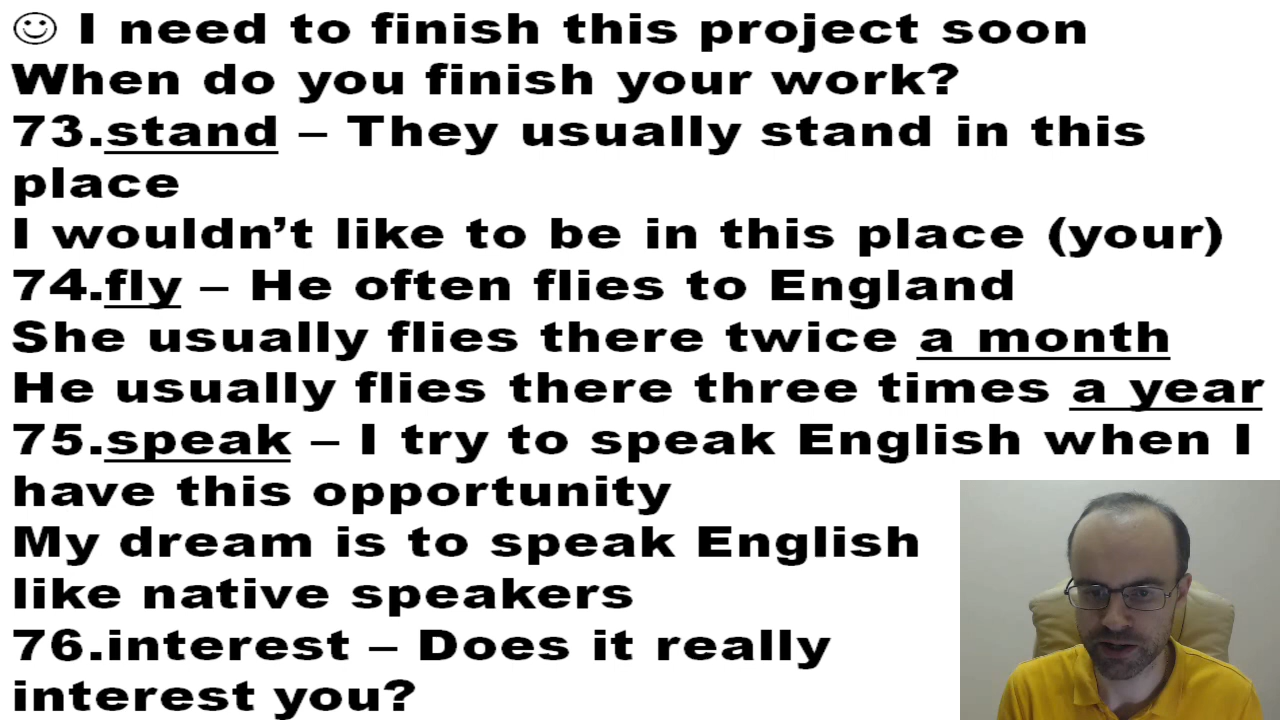 ☺ I need to finish this project soon
When do you finish your work?
73.stand – They usually stand in this
place
I wouldn’t like to be in this place (your)
74.fly – He often flies to England
She usually flies there twice a month
He usually flies there three times a year
75.speak – I try to speak English when I
have this opportunity
My dream is to speak English
like native speakers
76.interest – Does it really
interest you?